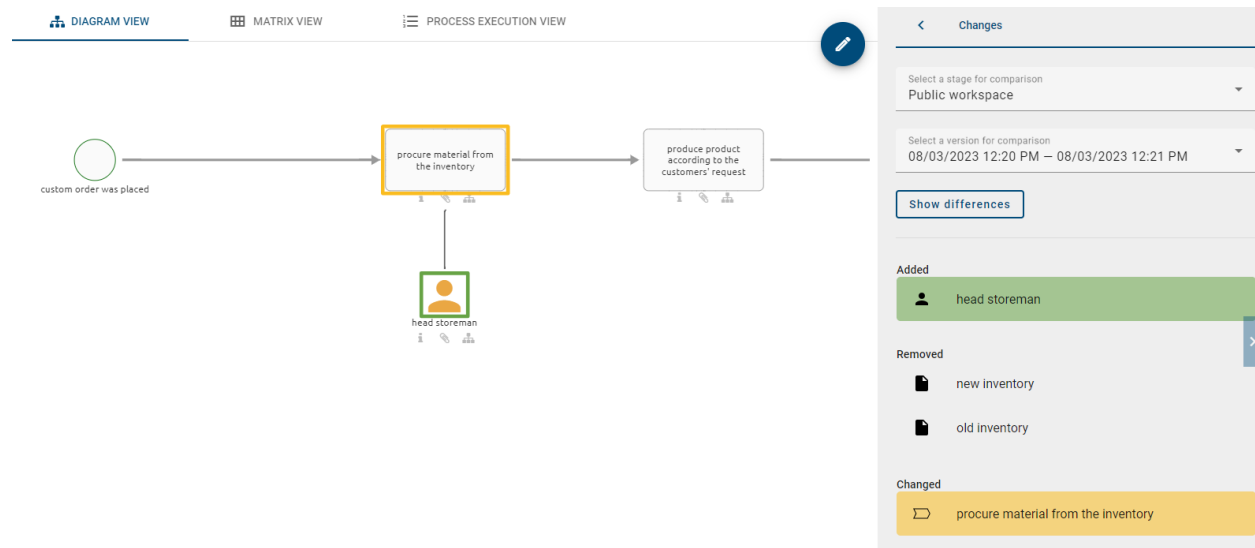 DIAGRAM VIEW
MATRIX VIEW
PROCESS EXECUTION VIEW
custom order was placed
procure material from
the inventory
produce product
according to the
customers' request
head storeman
Changes
Select a stage for comparison
Public workspace
Select a version for comparison
08/03/2023 12:20 PM — 08/03/2023 12:21 PM
Show differences
Added
head storeman
Removed
new inventory
old inventory
Changed
procure material from the inventory